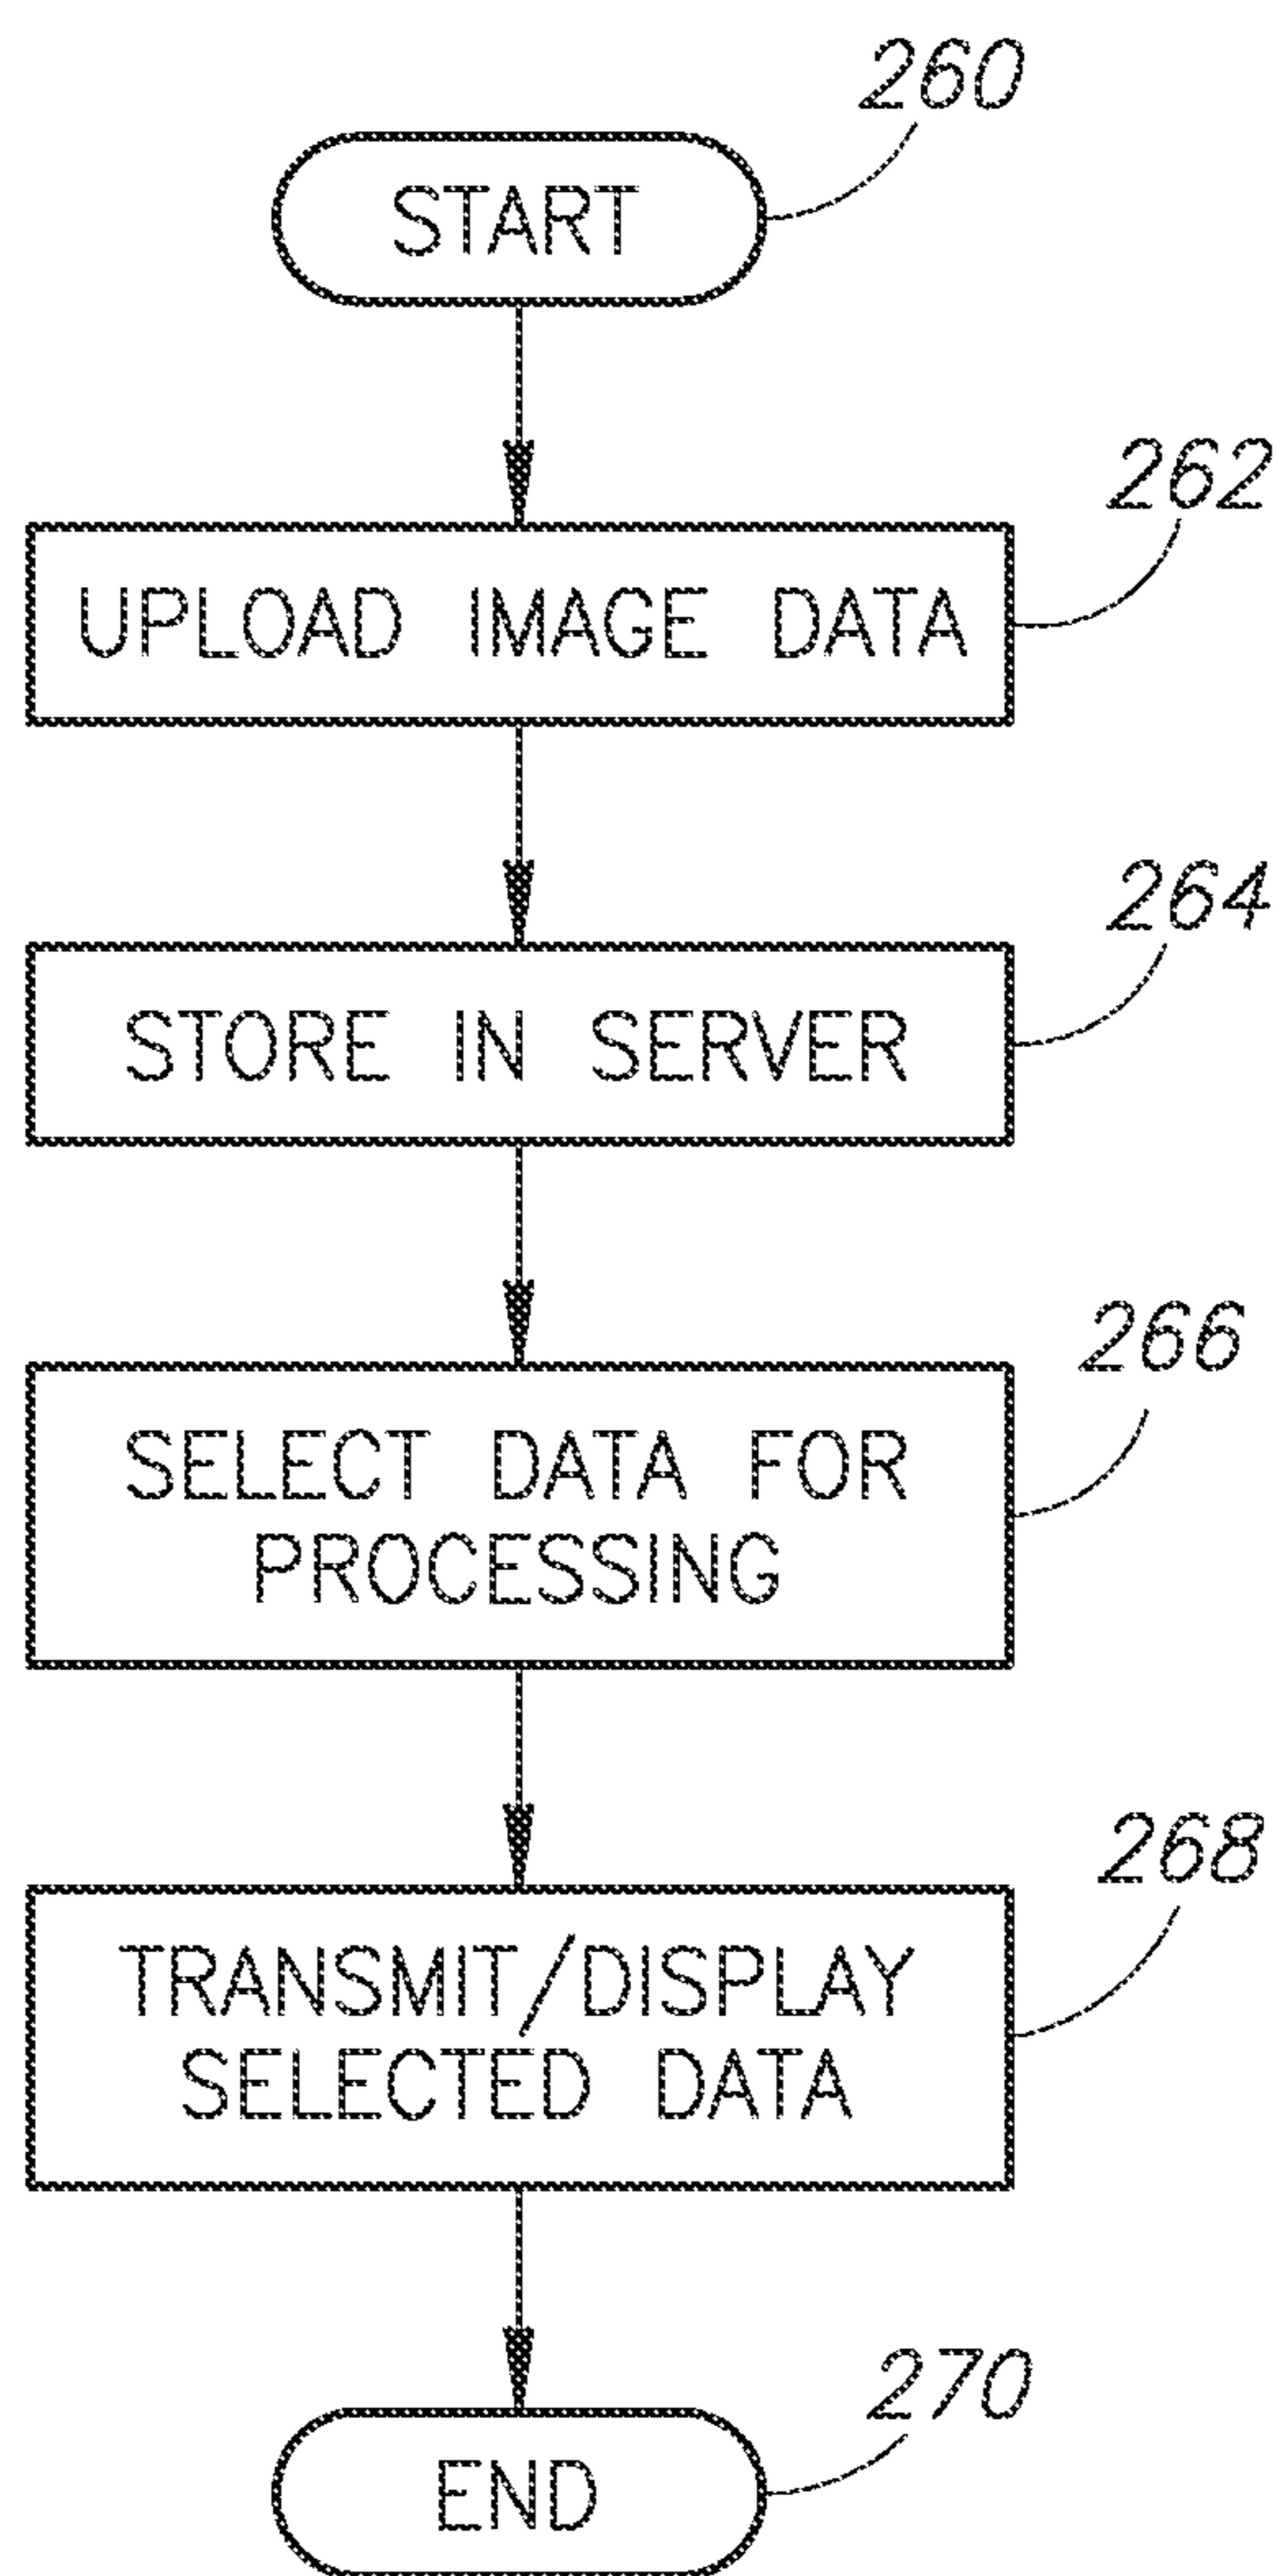 260
START
262
UPLOAD IMAGE DATA
264
STORE IN SERVER
266
SELECT DATA FOR
PROCESSING
268
TRANSMIT/DISPLAY
SELECTED DATA
270
END